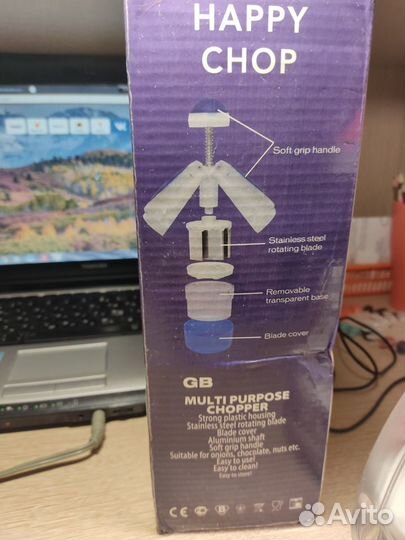 HAPPY
CHOP
Soft grip handle
Stainless steel
rotating blade
Removable
transparent base
Blade cover
GB
MULTI PURPOSE
CHOPPER
Strong plastic housing
Stainless steel rotating blade
Blade cover
Aluminium shaft
Soft grip handle
Suitable for onions, chocolate, nuts etc.
Easy to use!
Easy to clean!
Easy to store!
CE
TOSHIBA
Avito